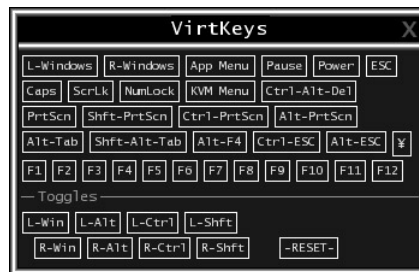 VirtKeys X
L-Windows R-Windows App Menu Pause Power ESC
Caps ScrLk NumLock KVM Menu Ctrl-Alt-Del
PrtScn Shft-PrtScn Ctrl-PrtScn Alt-PrtScn
Alt-Tab Shft-Alt-Tab Alt-F4 Ctrl-ESC Alt-ESC ¥
F1 F2 F3 F4 F5 F6 F7 F8 F9 F10 F11 F12
Toggles
L-Win L-Alt L-Ctrl L-Shft
R-Win R-Alt R-Ctrl R-Shft -RESET-